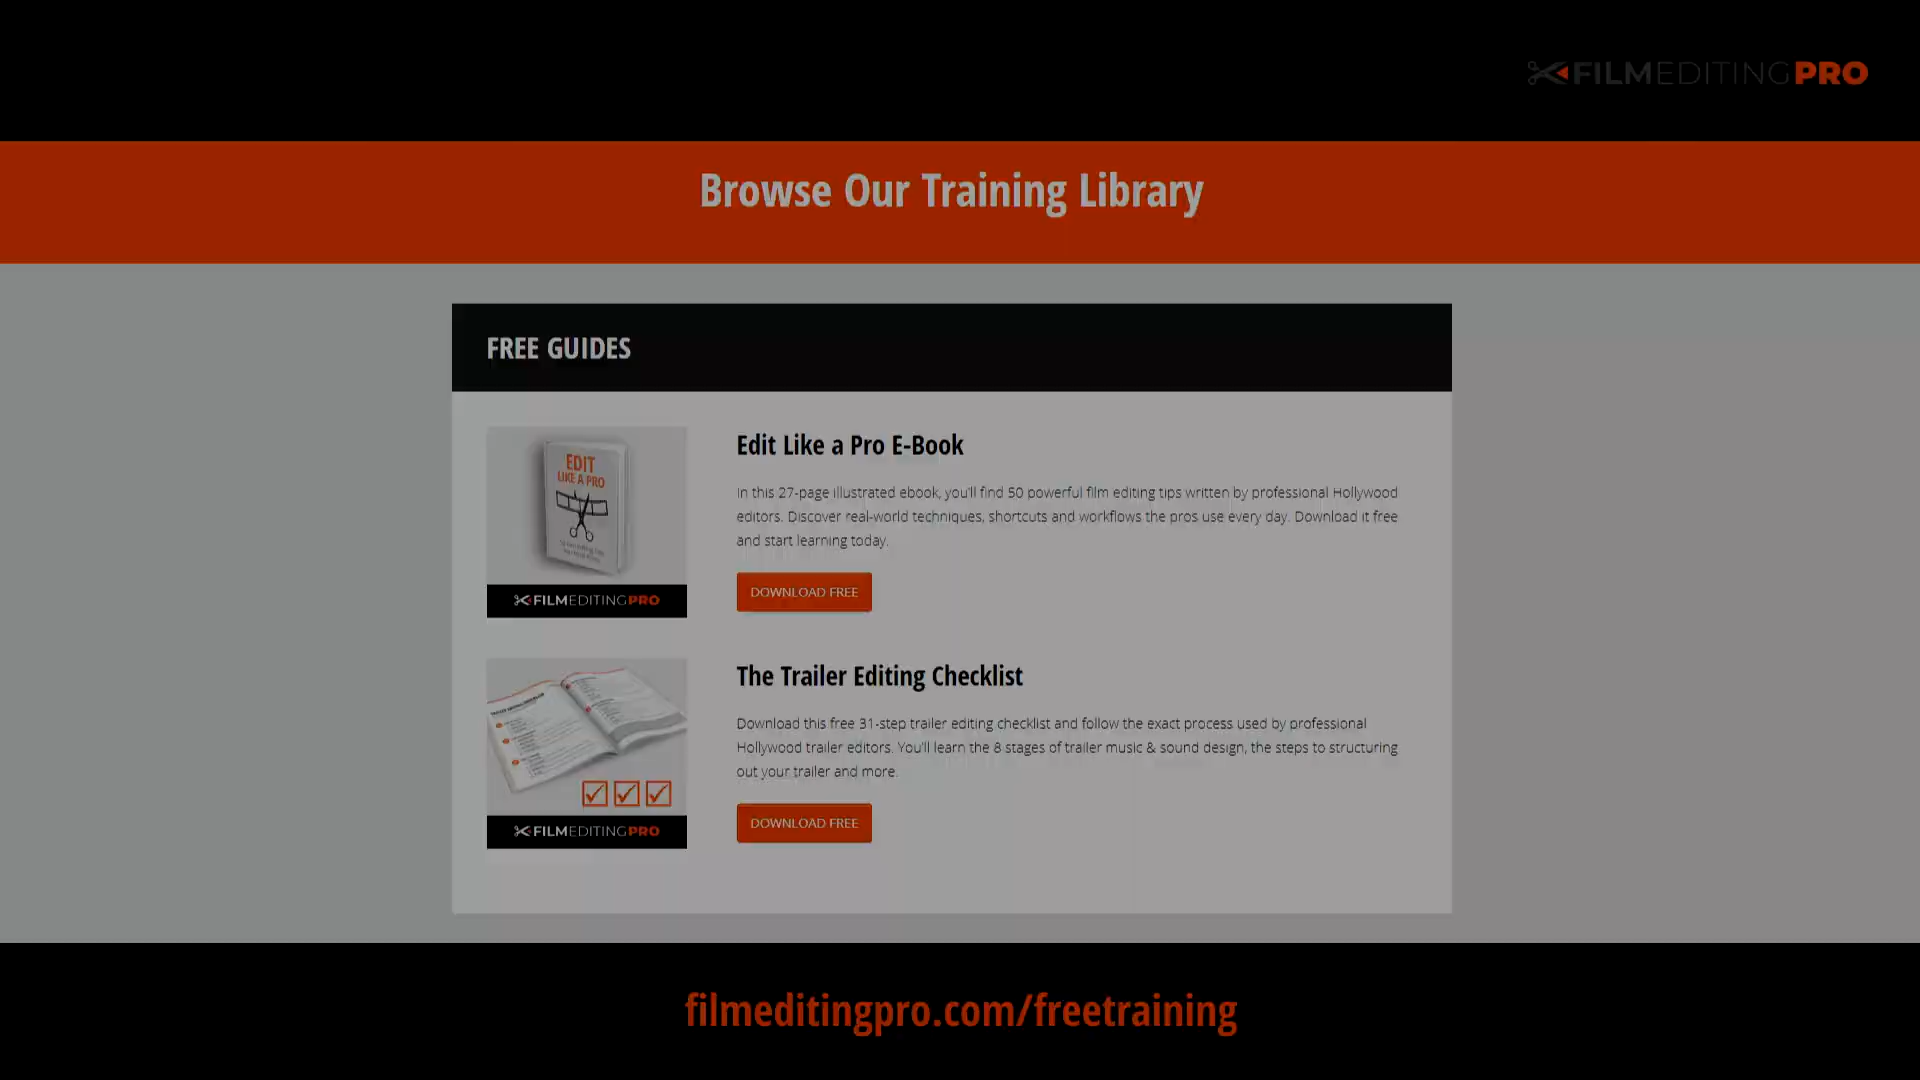 FILMEDITINGPRO
Browse Our Training Library
FREE GUIDES
EDIT
LIKE A PRO
FILMEDITINGPRO
Edit Like a Pro E-Book
In this 27-page illustrated ebook, you'll find 50 powerful film editing tips written by professional Hollywood
editors. Discover real-world techniques, shortcuts and workflows the pros use every day. Download it free
and start learning today.
DOWNLOAD FREE
FILMEDITINGPRO
The Trailer Editing Checklist
Download this free 31-step trailer editing checklist and follow the exact process used by professional
Hollywood trailer editors. You'll learn the 8 stages of trailer music & sound design, the steps to structuring
out your trailer and more.
DOWNLOAD FREE
filmeditingpro.com/freetraining